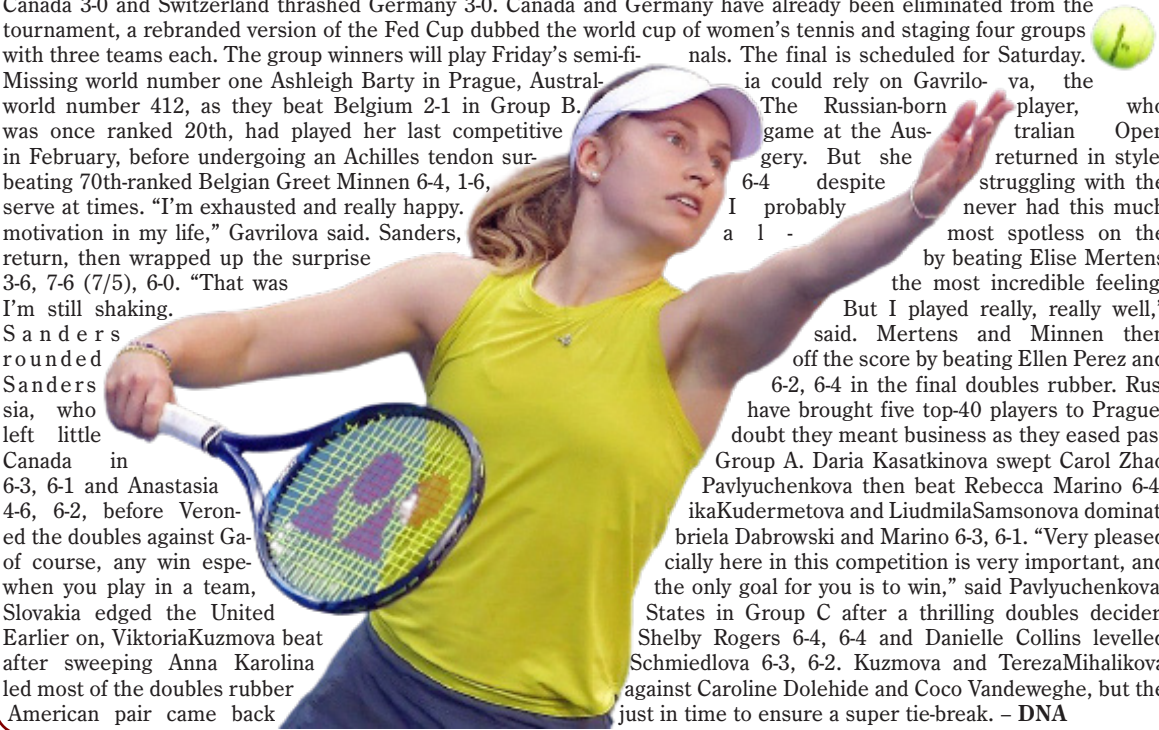 Canada 3-0 and Switzerland thrashed Germany 3-0. Canada and Germany have already been eliminated from the
tournament, a rebranded version of the Fed Cup dubbed the world cup of women's tennis and staging four groups
with three teams each. The group winners will play Friday's semi-fi- nals. The final is scheduled for Saturday.
Missing world number one Ashleigh Barty in Prague, Austral- ia could rely on Gavrilo- va, the
world number 412, as they beat Belgium 2-1 in Group B. The Russian-born player, who
was once ranked 20th, had played her last competitive game at the Aus- tralian Open
in February, before undergoing an Achilles tendon sur- gery. But she returned in style
beating 70th-ranked Belgian Greet Minnen 6-4, 1-6, 6-4 despite struggling with the
serve at times. “I'm exhausted and really happy. I probably never had this much
motivation in my life,” Gavrilova said. Sanders, a l - most spotless on the
return, then wrapped up the surprise by beating Elise Mertens
3-6, 7-6 (7/5), 6-0. “That was the most incredible feeling
I'm still shaking. But I played really, really well,”
Sanders said. Mertens and Minnen then
rounded off the score by beating Ellen Perez and
Sanders 6-2, 6-4 in the final doubles rubber. Rus
sia, who have brought five top-40 players to Prague
left little doubt they meant business as they eased pas
Canada in Group A. Daria Kasatkinova swept Carol Zhao
6-3, 6-1 and Anastasia Pavlyuchenkova then beat Rebecca Marino 6-4
4-6, 6-2, before Veron- ikaKudermetova and LiudmilaSamsonova dominat
ed the doubles against Ga- briela Dabrowski and Marino 6-3, 6-1. “Very pleased
of course, any win espe- cially here in this competition is very important, and
when you play in a team, the only goal for you is to win,” said Pavlyuchenkova
Slovakia edged the United States in Group C after a thrilling doubles decider
Earlier on, ViktoriaKuzmova beat Shelby Rogers 6-4, 6-4 and Danielle Collins levelled
after sweeping Anna Karolina Schmiedlova 6-3, 6-2. Kuzmova and TerezaMihalikova
led most of the doubles rubber against Caroline Dolehide and Coco Vandeweghe, but the
American pair came back just in time to ensure a super tie-break. – DNA